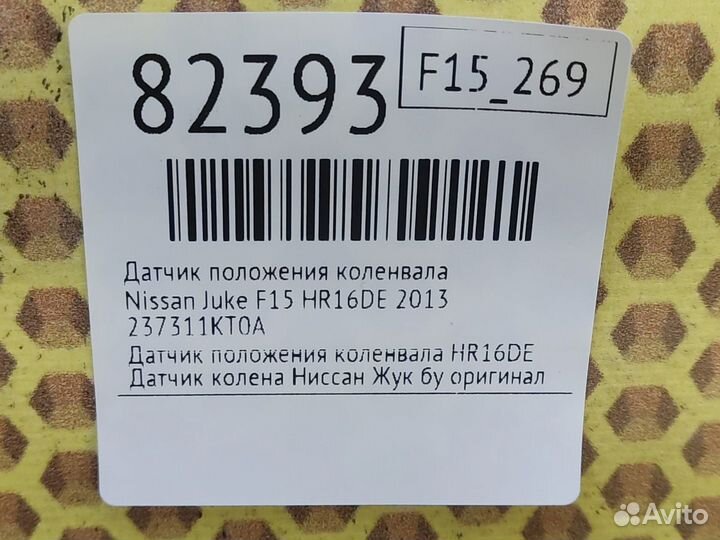 82393
F15_269
Датчик положения коленвала
Nissan Juke F15 HR16DE 2013
237311KT0A
Датчик положения коленвала HR16DE
Датчик колена Ниссан Жук бу оригинал
Avito